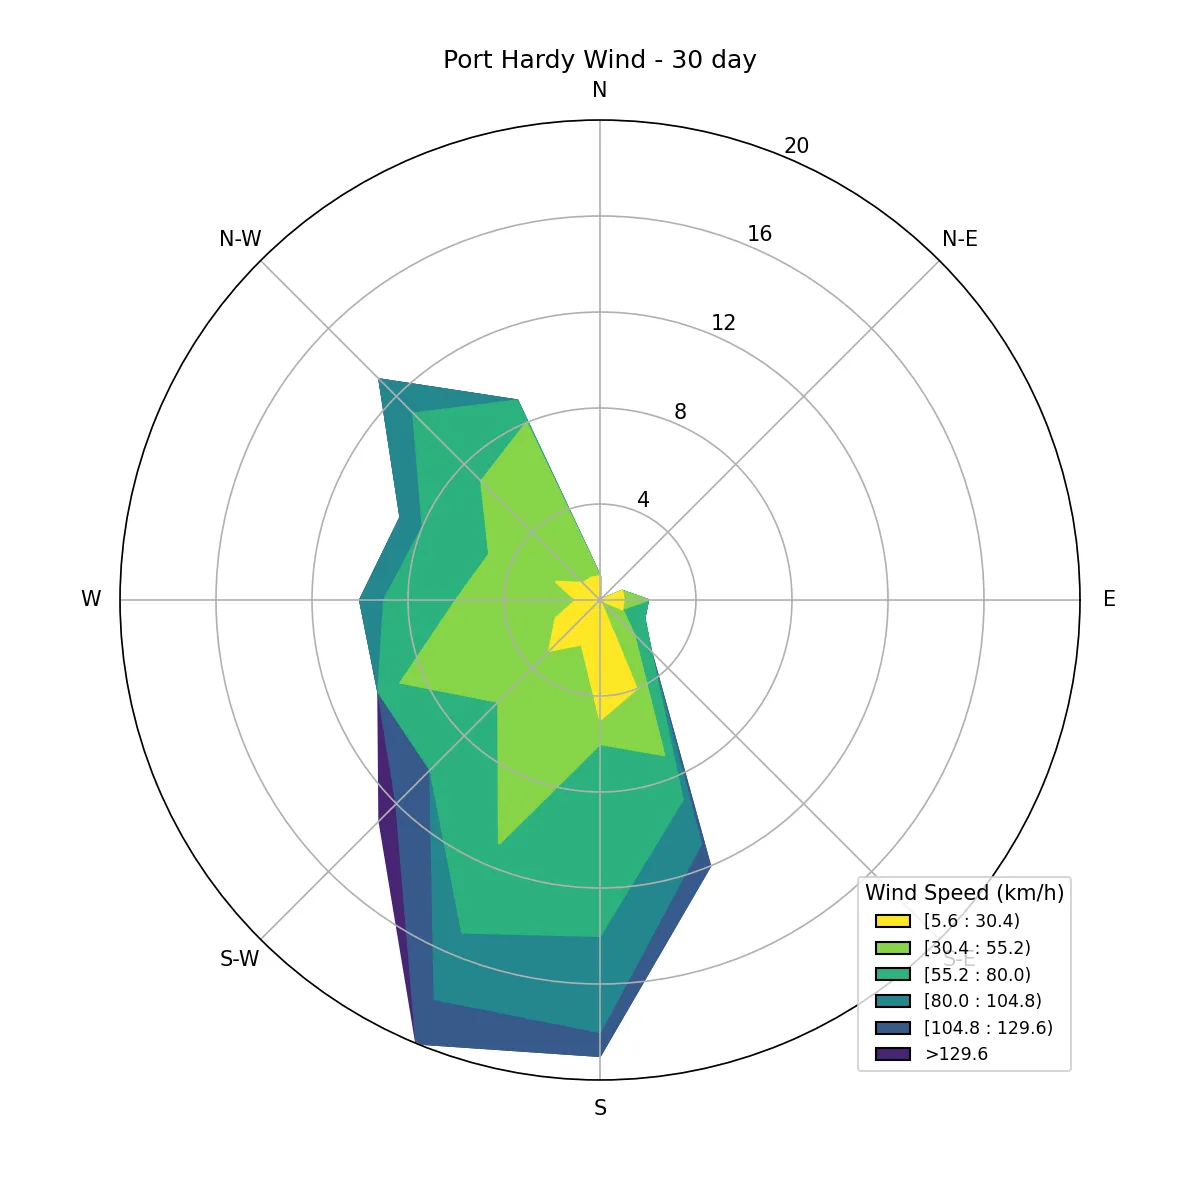 Port Hardy Wind - 30 day
N
20
N-W
16
N-E
12
8
4
W
E
Wind Speed (km/h)
[5.6 : 30.4)
[30.4 : 55.2)
S-W
S-E
[55.2 : 80.0)
[80.0 : 104.8)
[104.8 : 129.6)
>129.6
S